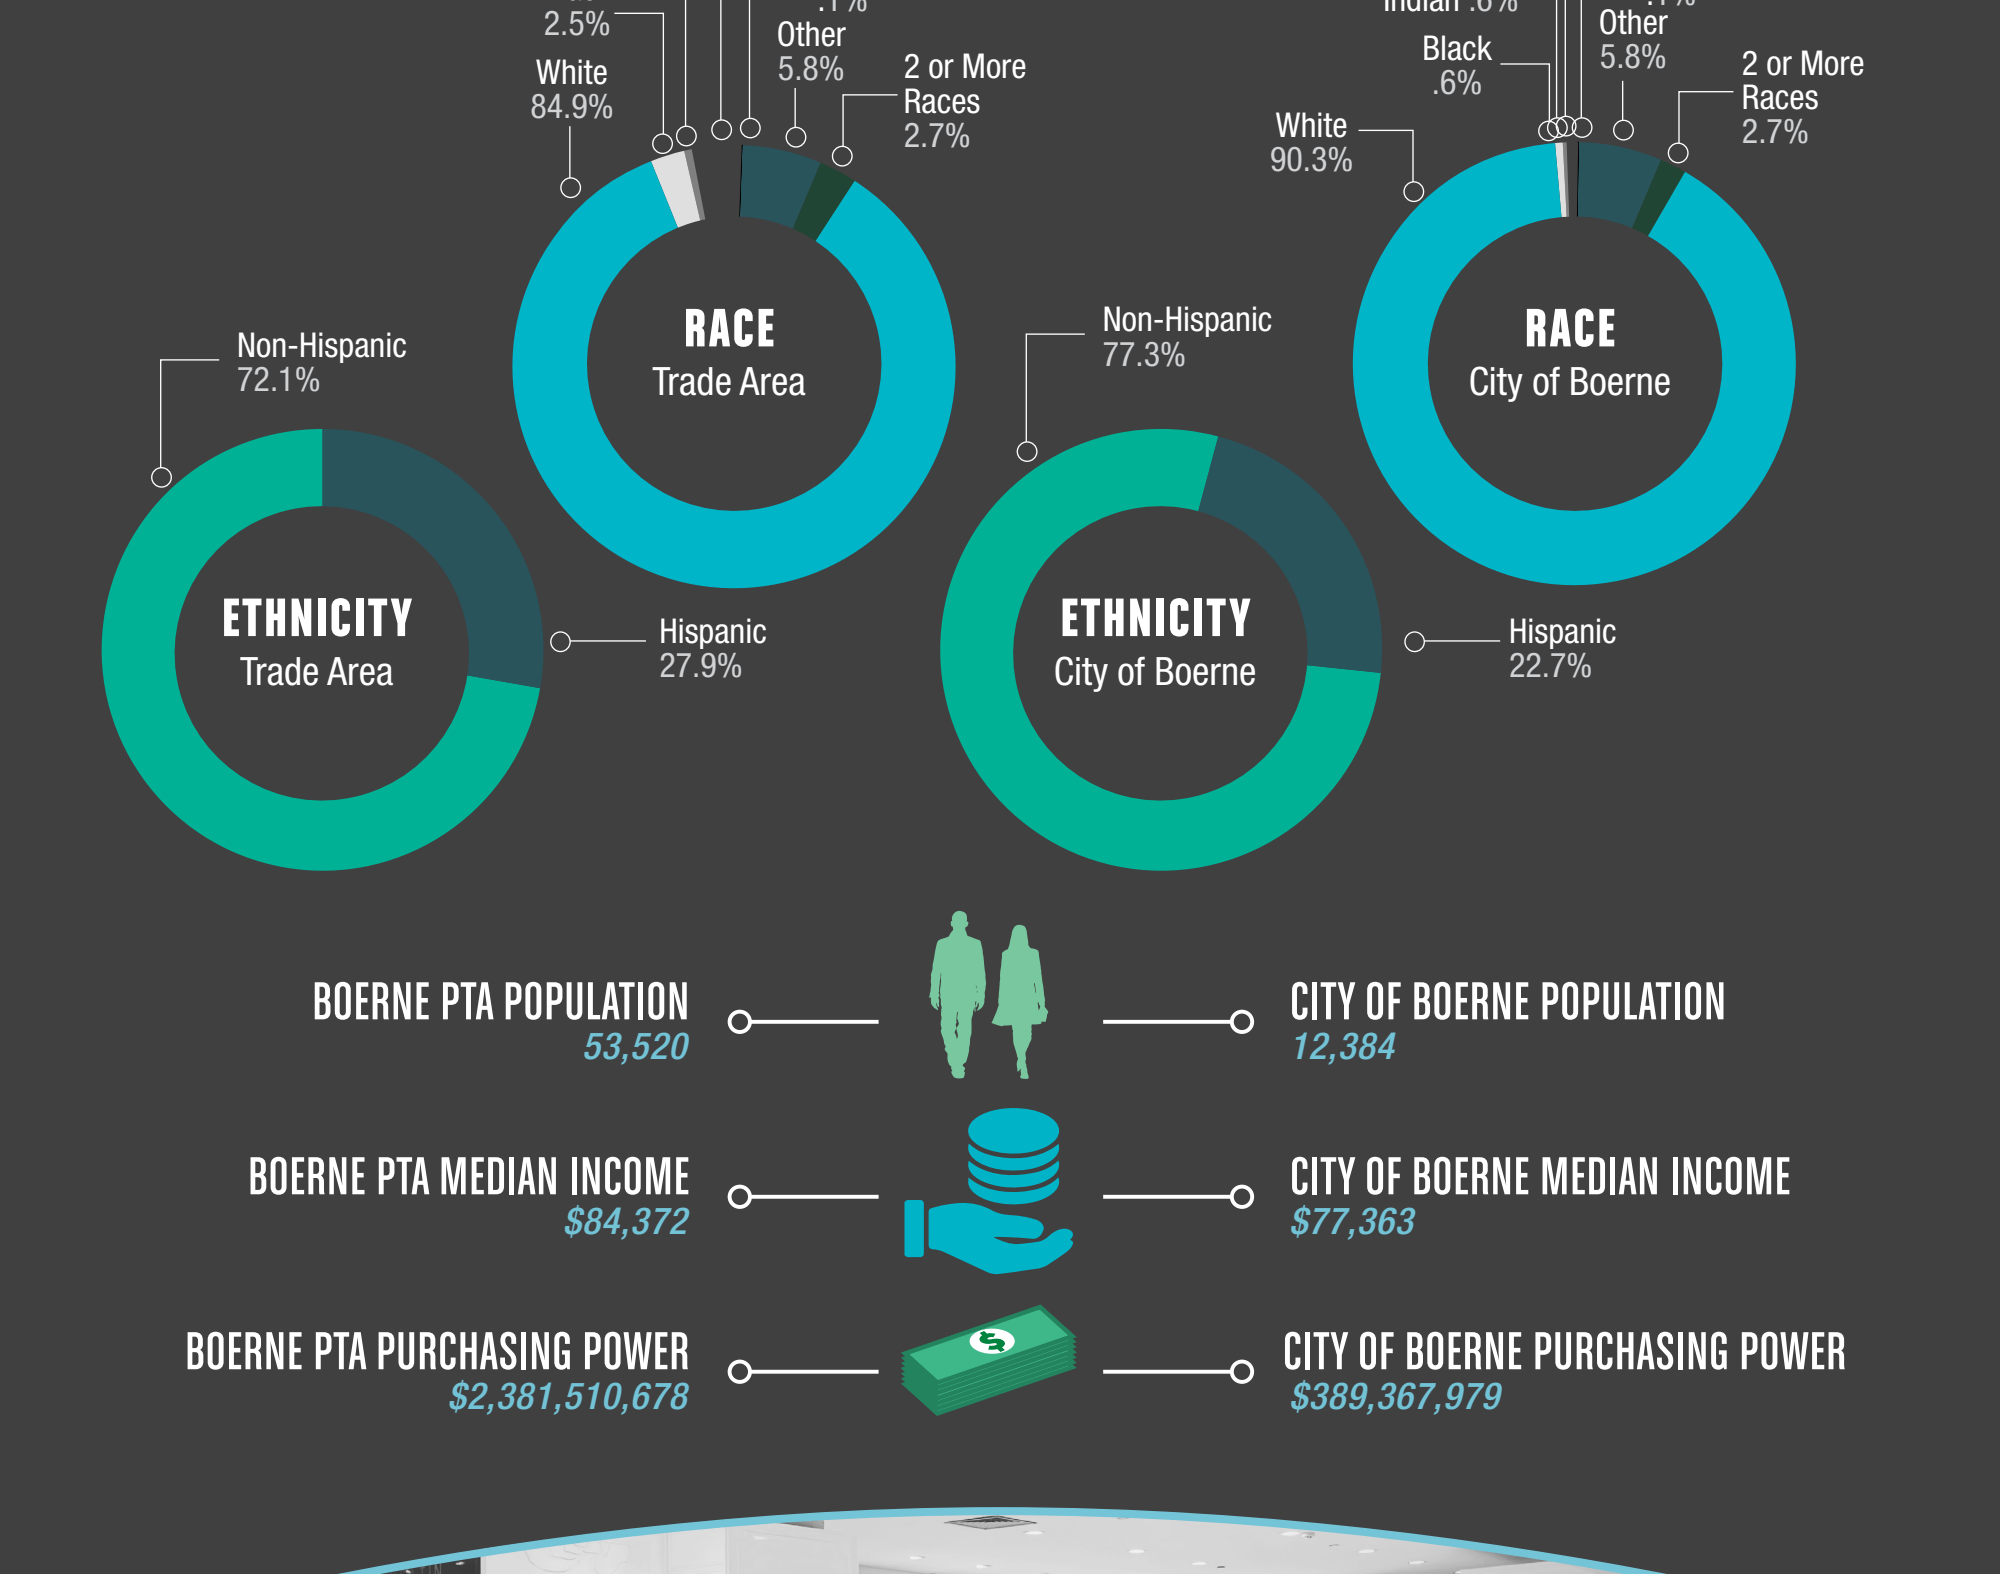 2.5%
White
84.9%
.1%
Other
5.8%
2 or More
Races
2.7%
Indian .6%
Black
.6%
White
90.3%
.1%
Other
5.8%
2 or More
Races
2.7%
RACE
Trade Area
RACE
City of Boerne
Non-Hispanic
72.1%
Non-Hispanic
77.3%
ETHNICITY
Trade Area
Hispanic
27.9%
ETHNICITY
City of Boerne
Hispanic
22.7%
BOERNE PTA POPULATION
53,520
CITY OF BOERNE POPULATION
12,384
BOERNE PTA MEDIAN INCOME
$84,372
CITY OF BOERNE MEDIAN INCOME
$77,363
BOERNE PTA PURCHASING POWER
$2,381,510,678
CITY OF BOERNE PURCHASING POWER
$389,367,979